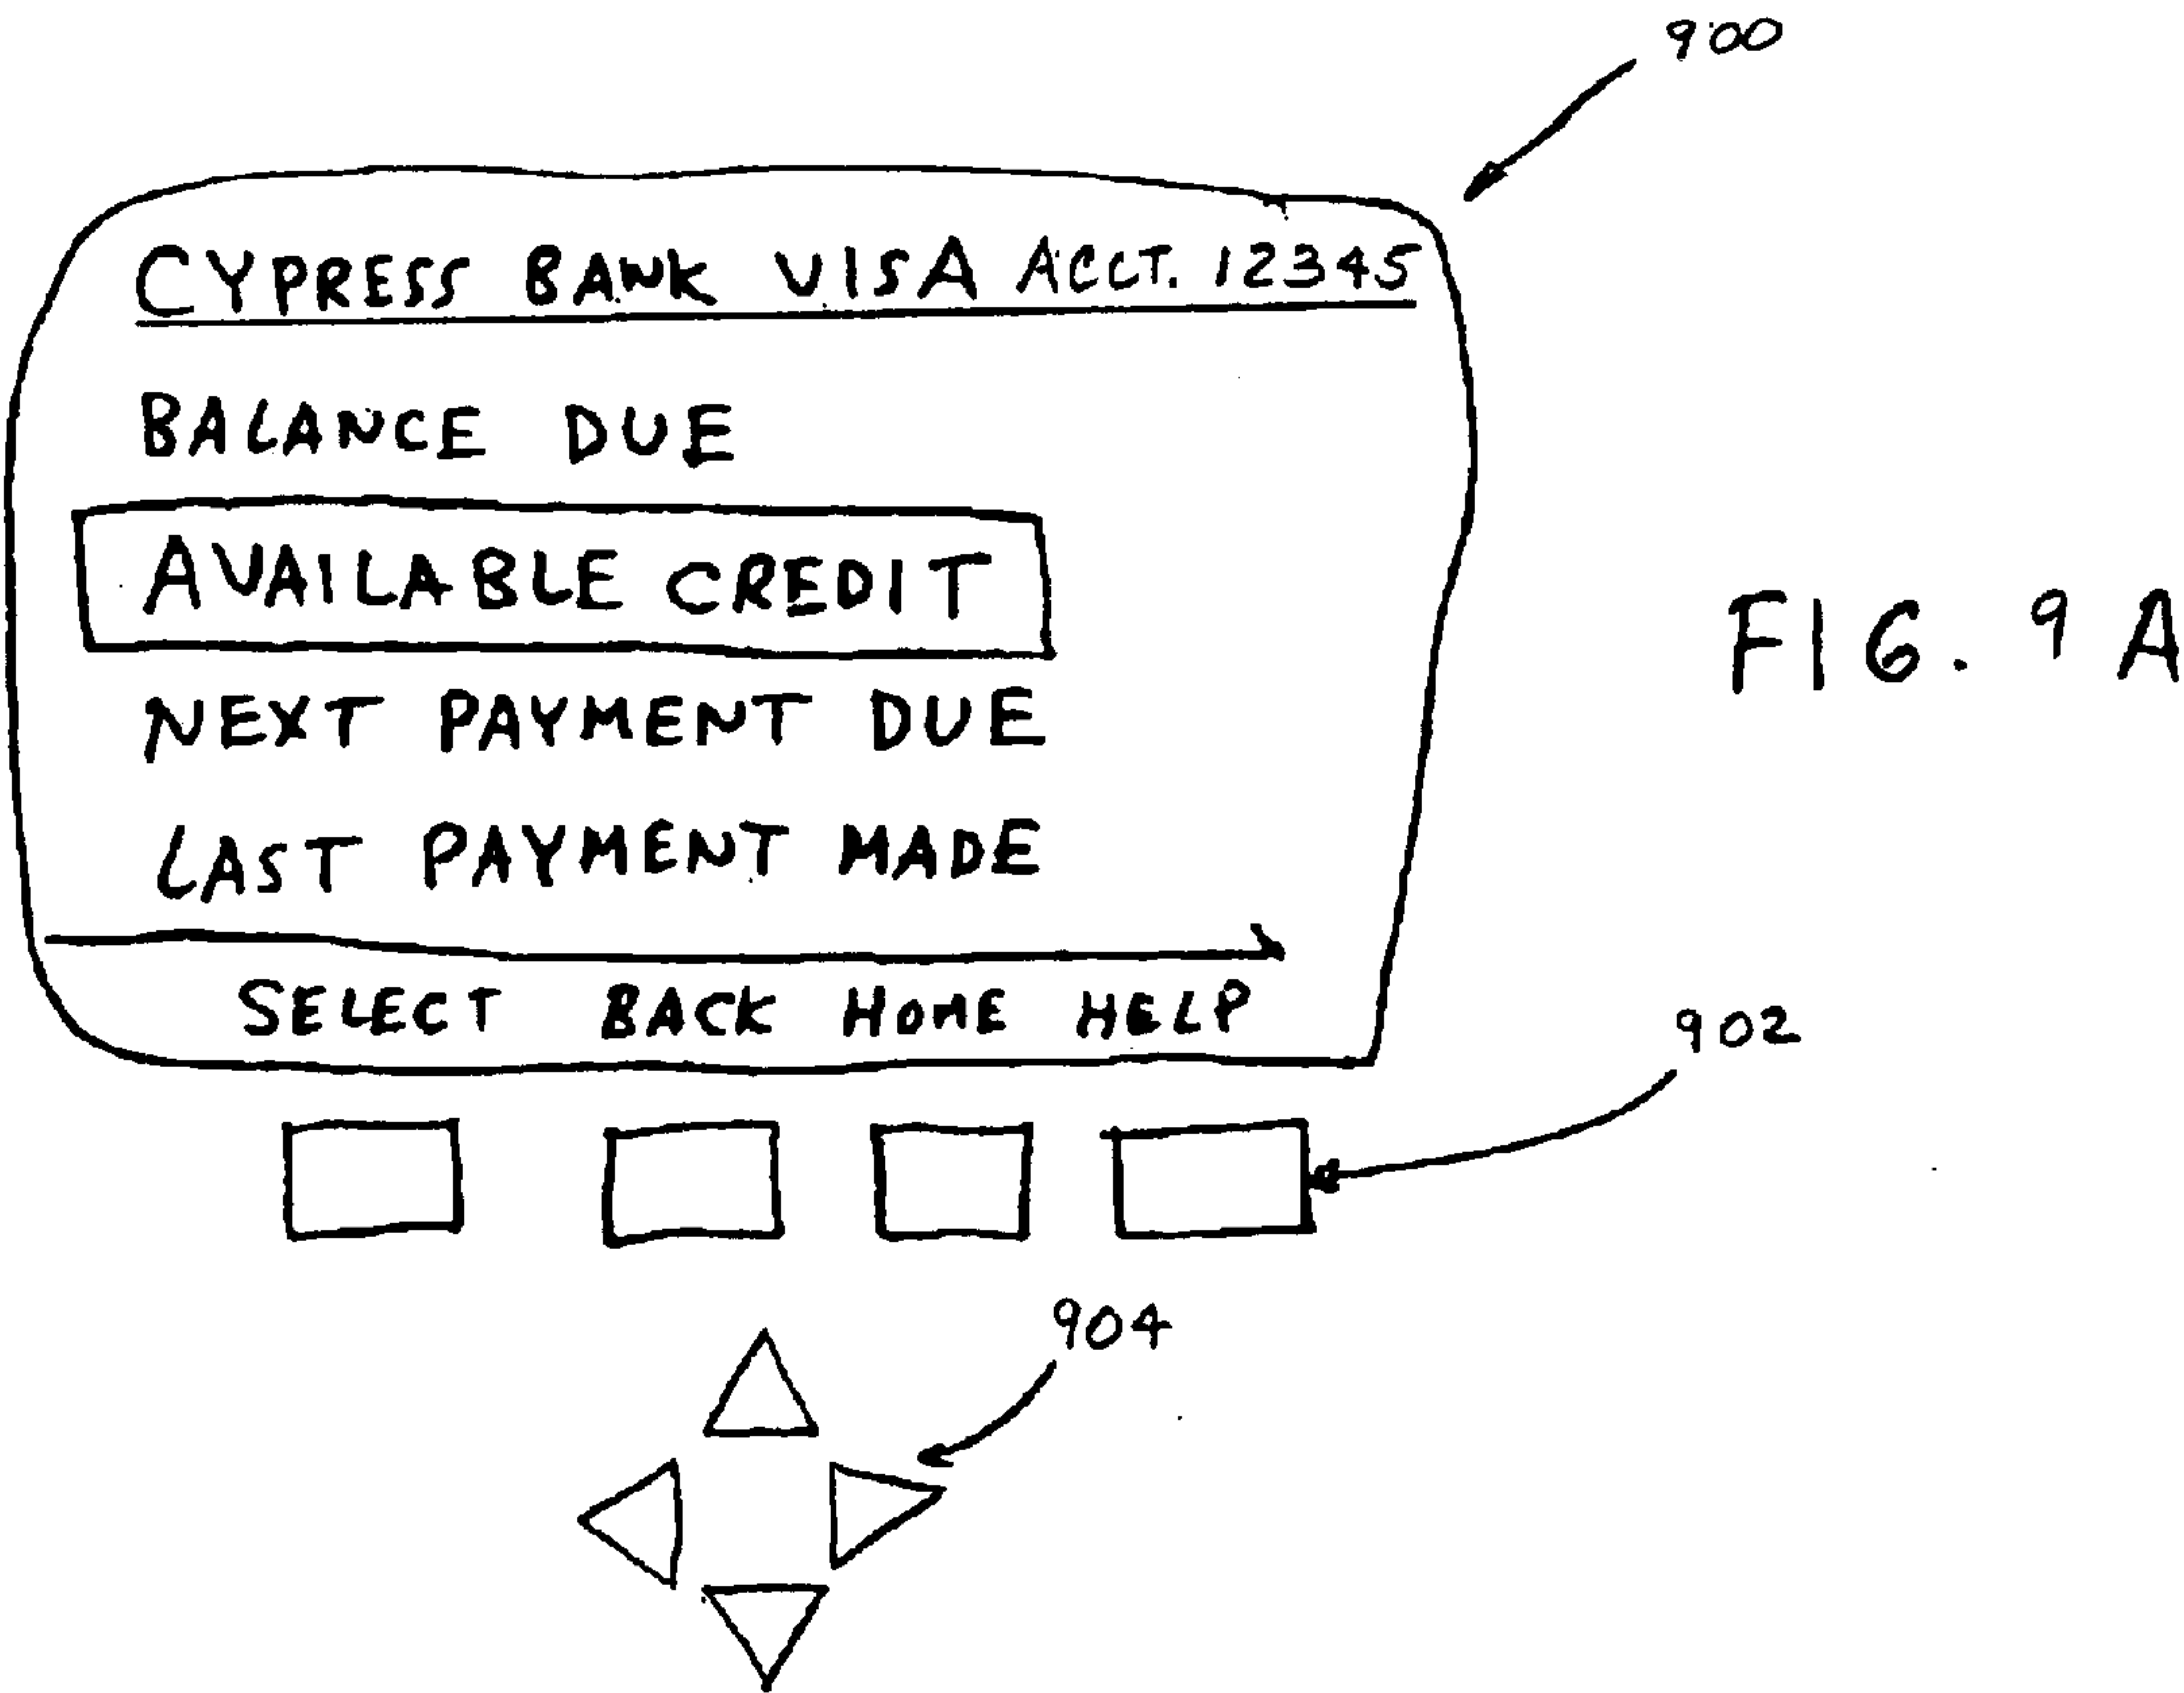 900
CYPRESS BANK VISA ACCT. 12345
BALANCE DUE
AVAILABLE CREDIT
FIG. 9A
NEXT PAYMENT DUE
LAST PAYMENT MADE
SELECT BACK HOME HELP
902
904